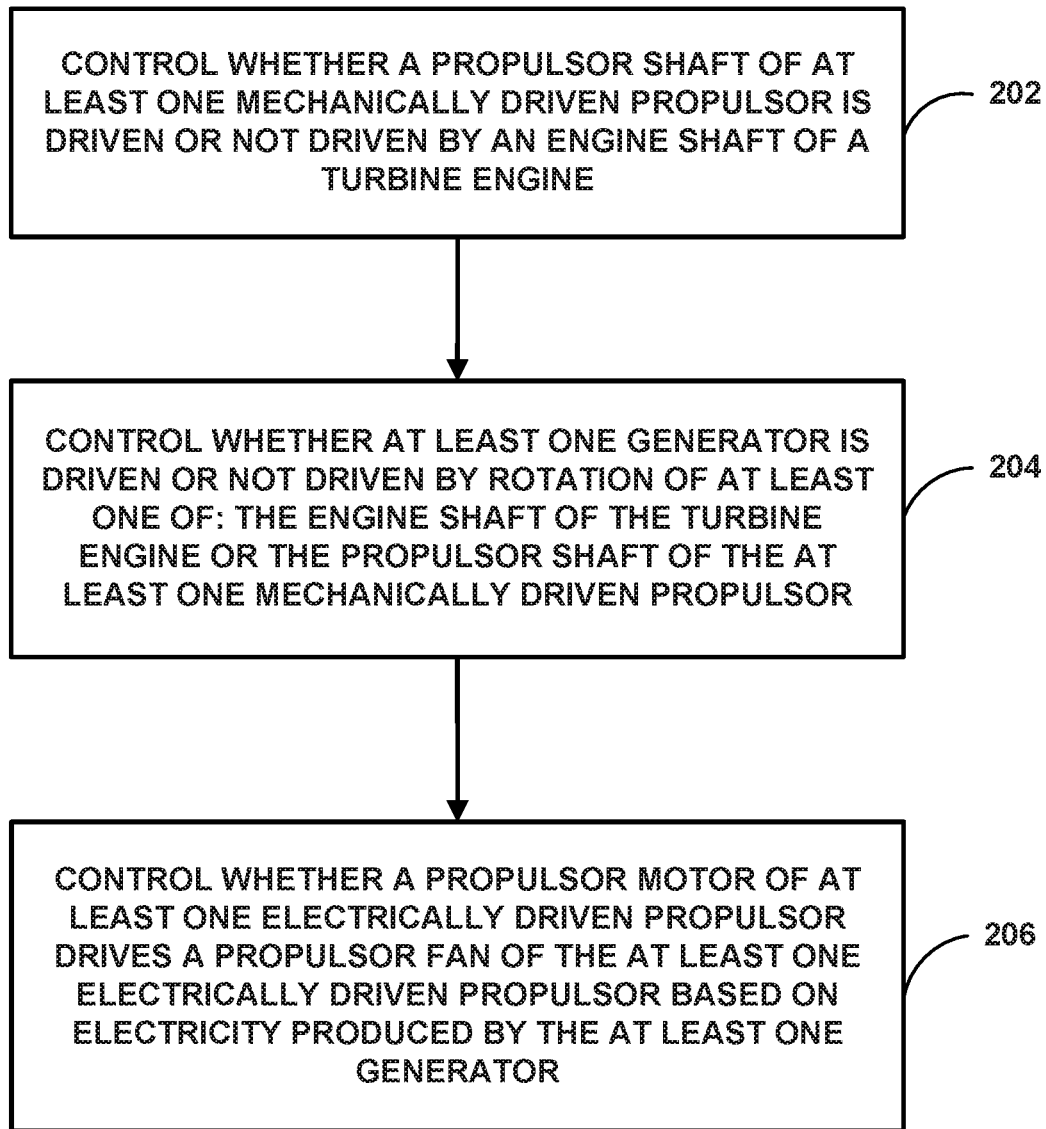 CONTROL WHETHER A PROPULSOR SHAFT OF AT
LEAST ONE MECHANICALLY DRIVEN PROPULSOR IS
DRIVEN OR NOT DRIVEN BY AN ENGINE SHAFT OF A
TURBINE ENGINE
202
CONTROL WHETHER AT LEAST ONE GENERATOR IS
DRIVEN OR NOT DRIVEN BY ROTATION OF AT LEAST
ONE OF: THE ENGINE SHAFT OF THE TURBINE
ENGINE OR THE PROPULSOR SHAFT OF THE AT
LEAST ONE MECHANICALLY DRIVEN PROPULSOR
204
CONTROL WHETHER A PROPULSOR MOTOR OF AT
LEAST ONE ELECTRICALLY DRIVEN PROPULSOR
DRIVES A PROPULSOR FAN OF THE AT LEAST ONE
ELECTRICALLY DRIVEN PROPULSOR BASED ON
ELECTRICITY PRODUCED BY THE AT LEAST ONE
GENERATOR
206